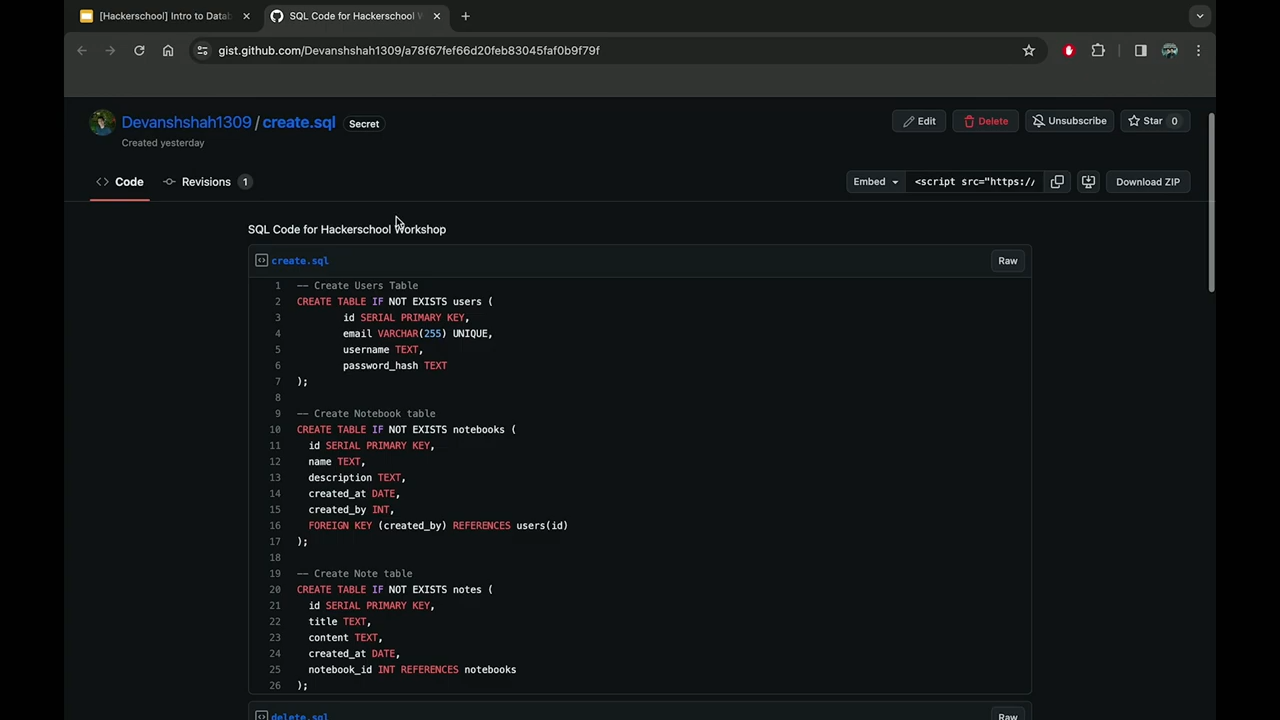 [Hackerschool] Intro to Datab
SQL Code for Hackerschool W
gist.github.com/Devanshshah1309/a78f67fef66d20feb83045faf0b9f79f
Devanshshah1309 / create.sql Secret
Created yesterday
Edit Delete Unsubscribe Star 0
Code Revisions 1
Embed <script src="https:// Download ZIP
SQL Code for Hackerschool Workshop
create.sql Raw
1 -- Create Users Table
2 CREATE TABLE IF NOT EXISTS users (
3 id SERIAL PRIMARY KEY,
4 email VARCHAR(255) UNIQUE,
5 username TEXT,
6 password_hash TEXT
7 );
8
9 -- Create Notebook table
10 CREATE TABLE IF NOT EXISTS notebooks (
11 id SERIAL PRIMARY KEY,
12 name TEXT,
13 description TEXT,
14 created_at DATE,
15 created_by INT,
16 FOREIGN KEY (created_by) REFERENCES users(id)
17 );
18
19 -- Create Note table
20 CREATE TABLE IF NOT EXISTS notes (
21 id SERIAL PRIMARY KEY,
22 title TEXT,
23 content TEXT,
24 created_at DATE,
25 notebook_id INT REFERENCES notebooks
26 );
delete.sql Raw